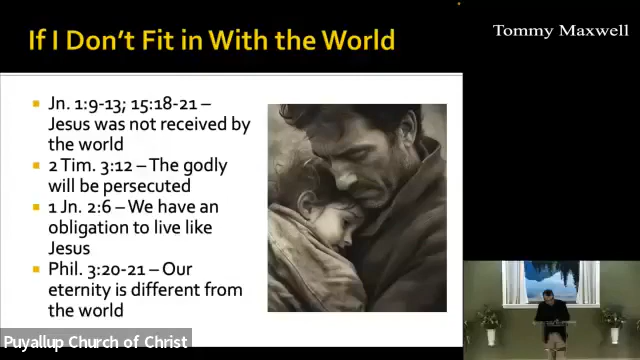 If I Don't Fit in With the World
Tommy Maxwell
Jn. 1:9-13; 15:18-21 –
Jesus was not received by
the world
2 Tim. 3:12 – The godly
will be persecuted
1 Jn. 2:6 – We have an
obligation to live like
Jesus
Phil. 3:20-21 – Our
eternity is different from
the world
Puyallup Church of Christ